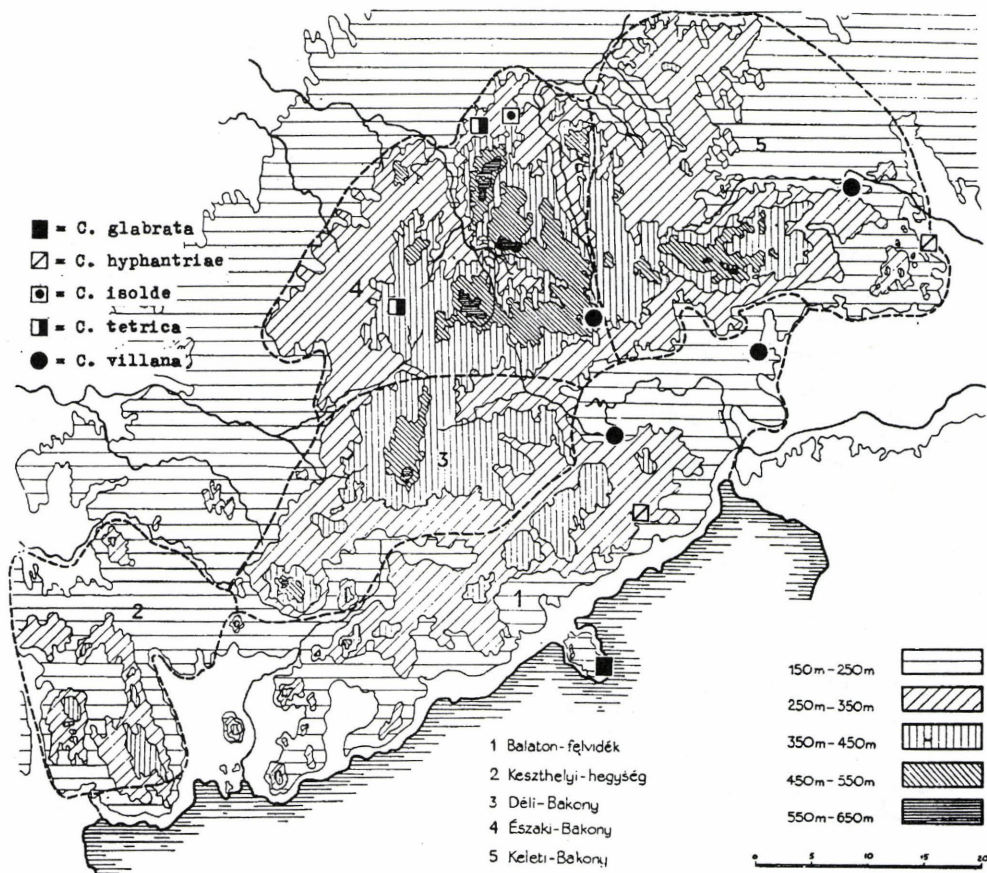 5
■ = C. glabrata
⍁ = C. hyphantriae
▣ = C. isolde
◨ = C. tetrica
● = C. villana
4
3
2
1
150m-250m
250m-350m
350m-450m
450m-550m
550m-650m
1 Balaton-felvidék
2 Keszthelyi-hegység
3 Déli-Bakony
4 Északi-Bakony
5 Keleti-Bakony
0 5 10 15 20